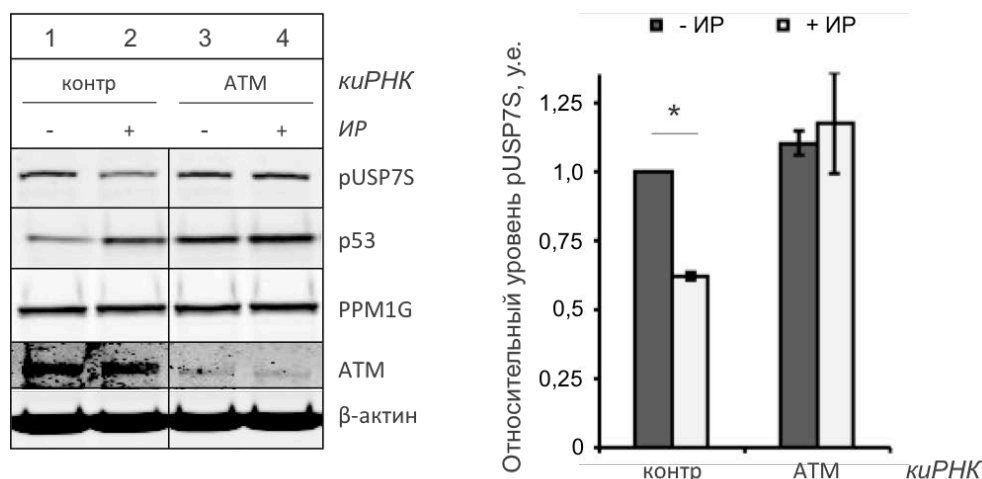 1 2 3 4
контр ATM киРНК
- + - + ИР
pUSP7S
p53
PPM1G
ATM
β-актин
- ИР + ИР
Относительный уровень pUSP7S, у.е.
1,25
*
1,0
0,75
0,5
0,25
0
контр ATM киРНК